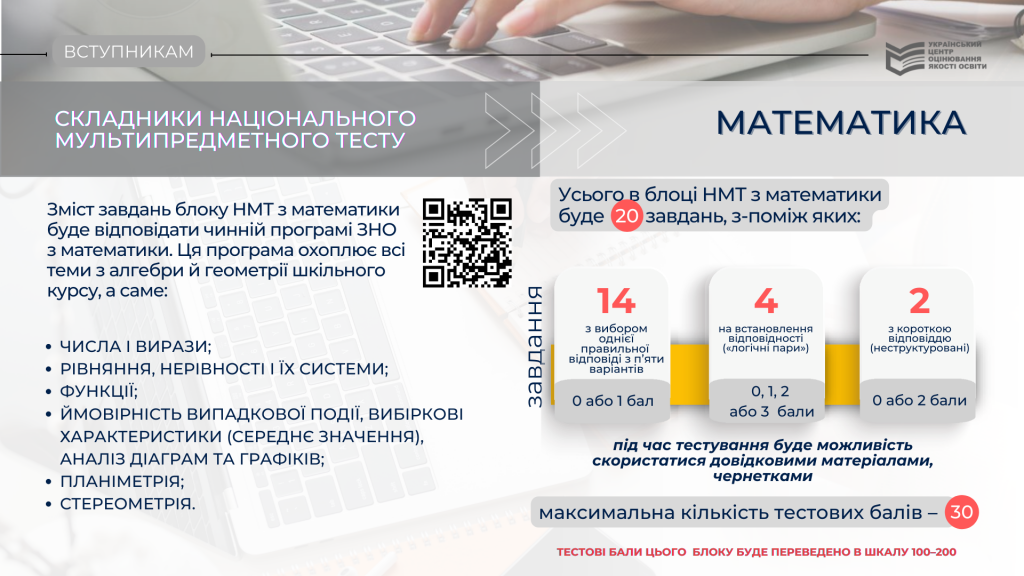 ВСТУПНИКАМ
УКРАЇНСЬКИЙ
ЦЕНТР
ОЦІНЮВАННЯ
ЯКОСТІ ОСВІТИ
СКЛАДНИКИ НАЦІОНАЛЬНОГО
МУЛЬТИПРЕДМЕТНОГО ТЕСТУ
МАТЕМАТИКА
Зміст завдань блоку НМТ з математики
буде відповідати чинній програмі ЗНО
з математики. Ця програма охоплює всі
теми з алгебри й геометрії шкільного
курсу, а саме:
• ЧИСЛА І ВИРАЗИ;
• РІВНЯННЯ, НЕРІВНОСТІ І ЇХ СИСТЕМИ;
• ФУНКЦІЇ;
• ЙМОВІРНІСТЬ ВИПАДКОВОЇ ПОДІЇ, ВИБІРКОВІ
ХАРАКТЕРИСТИКИ (СЕРЕДНЄ ЗНАЧЕННЯ),
АНАЛІЗ ДІАГРАМ ТА ГРАФІКІВ;
• ПЛАНІМЕТРІЯ;
• СТЕРЕОМЕТРІЯ.
Усього в блоці НМТ з математики
буде 20 завдань, з-поміж яких:
завдання
14
з вибором
однієї
правильної
відповіді з п’яти
варіантів
0 або 1 бал
4
на встановлення
відповідності
(«логічні пари»)
0, 1, 2
або 3 бали
2
з короткою
відповіддю
(неструктуровані)
0 або 2 бали
під час тестування буде можливість
скористатися довідковими матеріалами,
чернетками
максимальна кількість тестових балів – 30
ТЕСТОВІ БАЛИ ЦЬОГО БЛОКУ БУДЕ ПЕРЕВЕДЕНО В ШКАЛУ 100–200